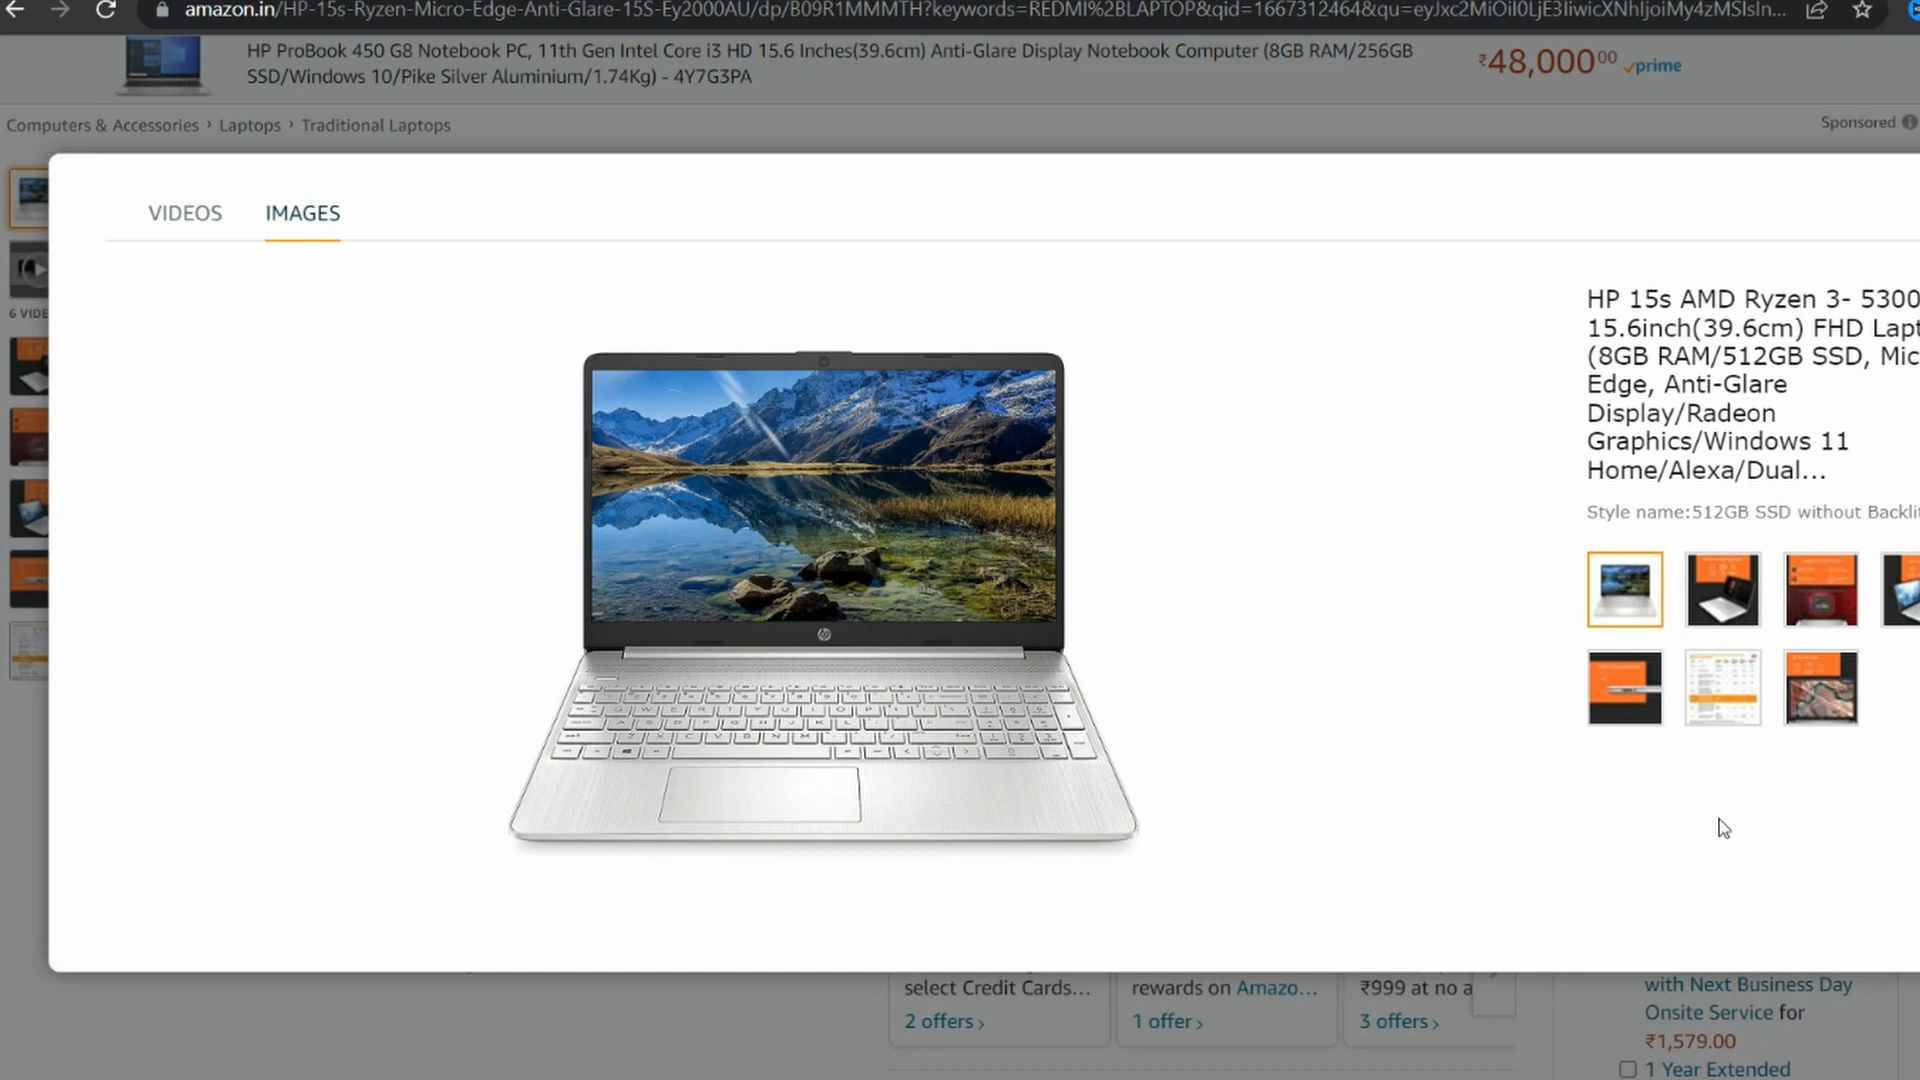 amazon.in/HP-15s-Ryzen-Micro-Edge-Anti-Glare-15S-Ey2000AU/dp/B09R1MMMTH?keywords=REDMI%2BLAPTOP&qid=1667312464&qu=eyJxc2MiOiI0LjE3IiwicXNhIjoiMy4zMSIsIn...
HP ProBook 450 G8 Notebook PC, 11th Gen Intel Core i3 HD 15.6 Inches(39.6cm) Anti-Glare Display Notebook Computer (8GB RAM/256GB
SSD/Windows 10/Pike Silver Aluminium/1.74Kg) - 4Y7G3PA
₹48,000⁰⁰ prime
Computers & Accessories › Laptops › Traditional Laptops
Sponsored
VIDEOS IMAGES
6 VIDE
HP 15s AMD Ryzen 3- 5300
15.6inch(39.6cm) FHD Lapt
(8GB RAM/512GB SSD, Mic
Edge, Anti-Glare
Display/Radeon
Graphics/Windows 11
Home/Alexa/Dual...
Style name:512GB SSD without Backlit
hp
select Credit Cards...
2 offers ›
rewards on Amazo...
1 offer ›
₹999 at no a
3 offers ›
with Next Business Day
Onsite Service for
₹1,579.00
1 Year Extended